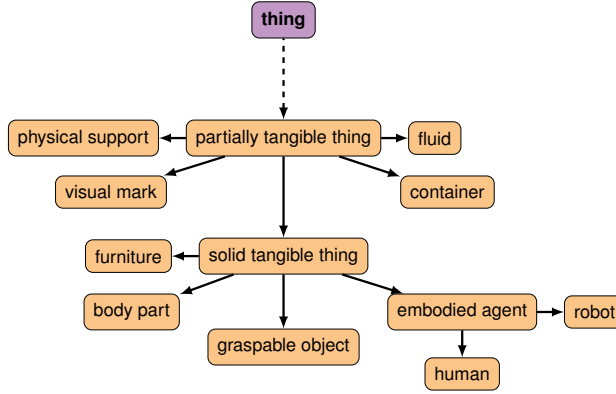 thing
physical support
partially tangible thing
fluid
visual mark
container
furniture
solid tangible thing
body part
embodied agent
robot
graspable object
human